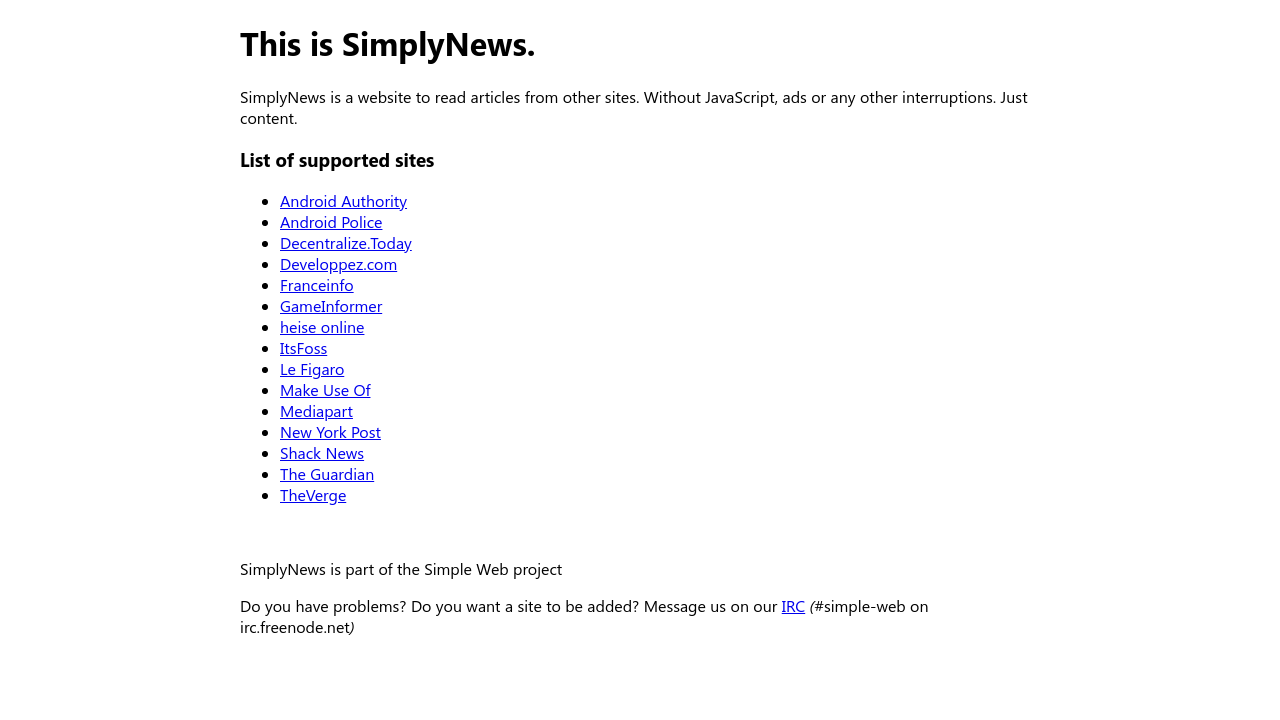 This is SimplyNews.
SimplyNews is a website to read articles from other sites. Without JavaScript, ads or any other interruptions. Just
content.
List of supported sites
Android Authority
Android Police
Decentralize.Today
Developpez.com
Franceinfo
GameInformer
heise online
ItsFoss
Le Figaro
Make Use Of
Mediapart
New York Post
Shack News
The Guardian
TheVerge
SimplyNews is part of the Simple Web project
Do you have problems? Do you want a site to be added? Message us on our IRC (#simple-web on
irc.freenode.net)